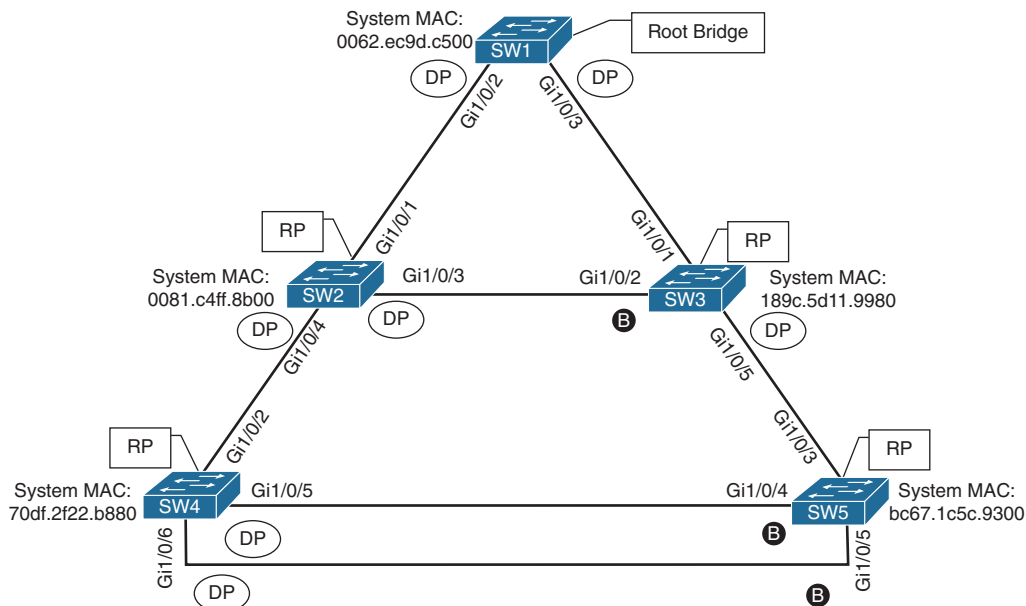 System MAC:
0062.ec9d.c500
SW1
Root Bridge
DP
DP
Gi1/0/2
Gi1/0/3
RP
Gi1/0/1
Gi1/0/1
RP
System MAC:
0081.c4ff.8b00
SW2
Gi1/0/3
Gi1/0/2
SW3
System MAC:
189c.5d11.9980
DP
DP
B
DP
Gi1/0/4
Gi1/0/5
RP
Gi1/0/2
Gi1/0/3
RP
System MAC:
70df.2f22.b880
SW4
Gi1/0/5
Gi1/0/4
SW5
System MAC:
bc67.1c5c.9300
DP
B
Gi1/0/6
Gi1/0/5
DP
B